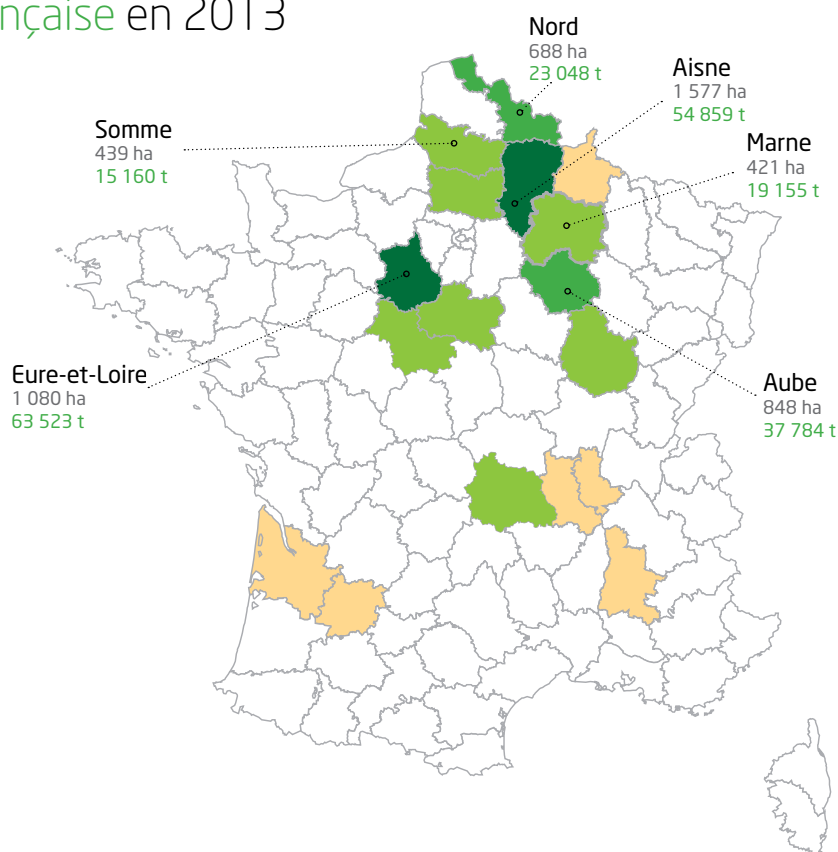 nçaise en 2013
Nord
688 ha
23 048 t
Aisne
1 577 ha
54 859 t
Somme
439 ha
15 160 t
Marne
421 ha
19 155 t
Eure-et-Loire
1 080 ha
63 523 t
Aube
848 ha
37 784 t